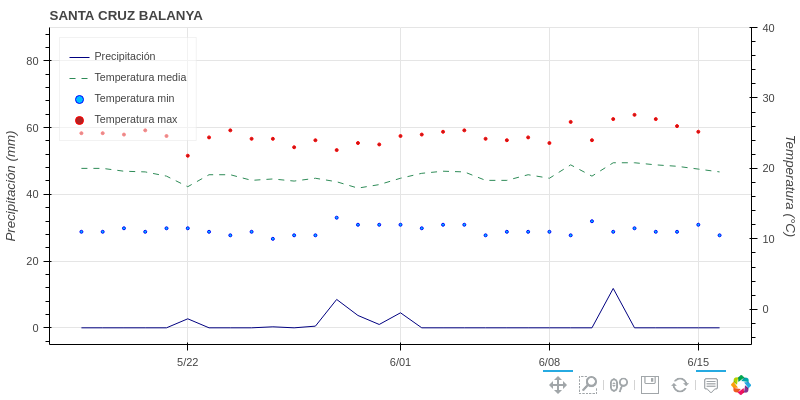 SANTA CRUZ BALANYA
Precipitación
Temperatura media
Temperatura min
Temperatura max
Precipitación (mm)
80
60
40
20
0
Temperatura (°C)
40
30
20
10
0
5/22
6/01
6/08
6/15